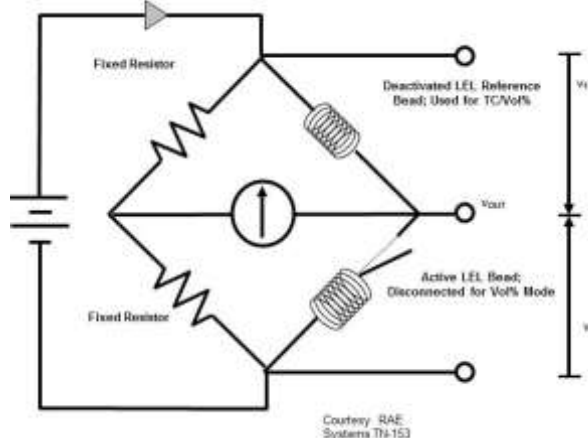 Fixed Resistor
Deactivated LEL Reference
Bead; Used for TC/Vol%
VOUT
Active LEL Bead;
Disconnected for Vol% Mode
Fixed Resistor
Courtesy RAE
Systems TN-153